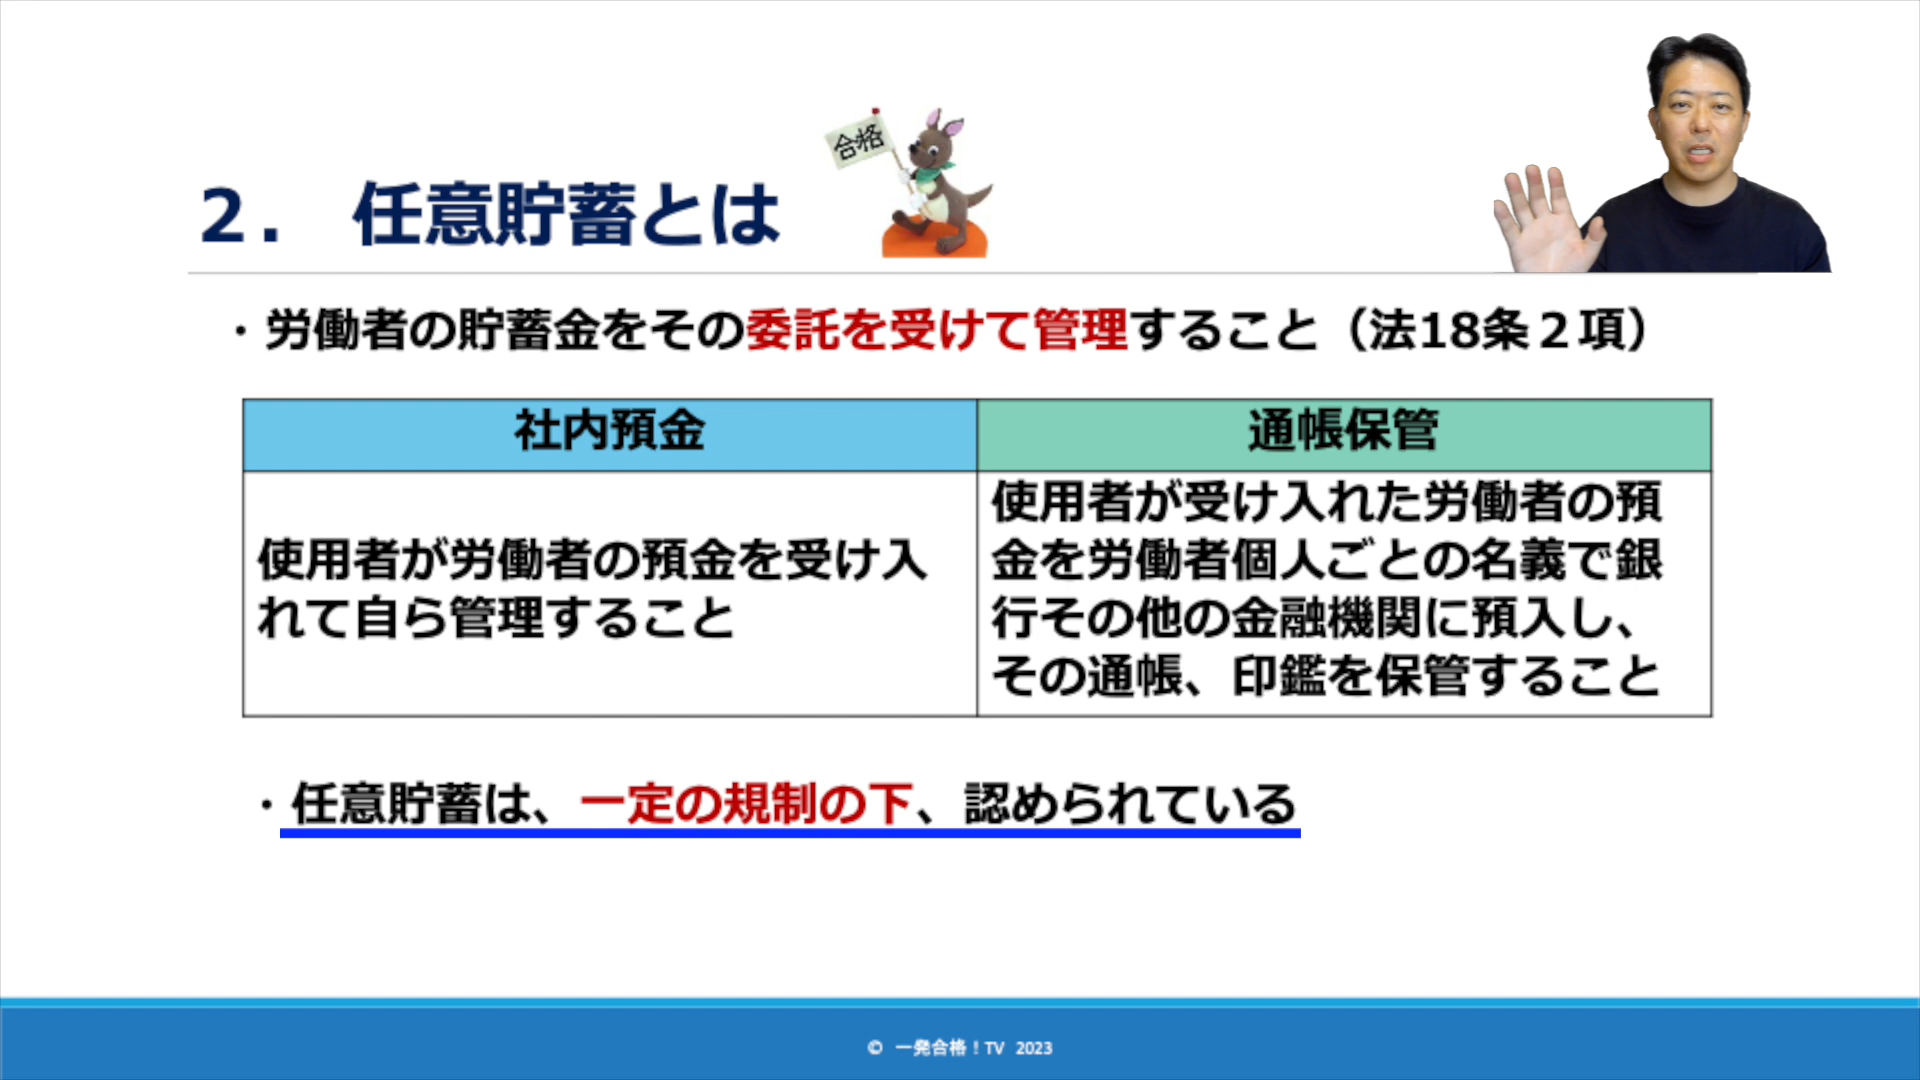 合格
２． 任意貯蓄とは
・労働者の貯蓄金をその委託を受けて管理すること（法18条２項）
社内預金
通帳保管
使用者が労働者の預金を受け入
れて自ら管理すること
使用者が受け入れた労働者の預
金を労働者個人ごとの名義で銀
行その他の金融機関に預入し、
その通帳、印鑑を保管すること
・任意貯蓄は、一定の規制の下、認められている
© 一発合格！TV 2023